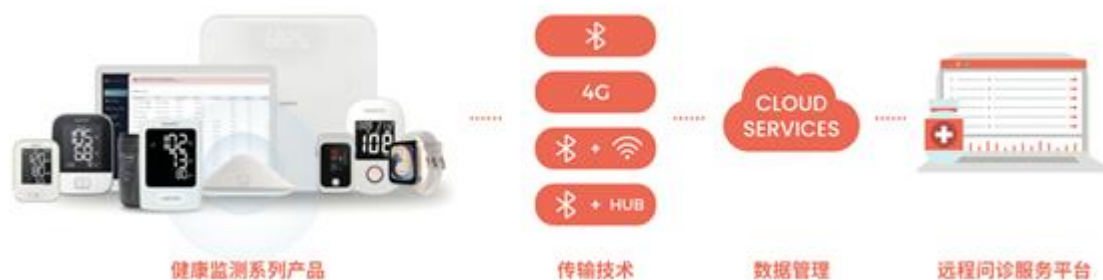 4G
CLOUD
SERVICES
+
+ HUB
108
健康监测系列产品
传输技术
数据管理
远程问诊服务平台